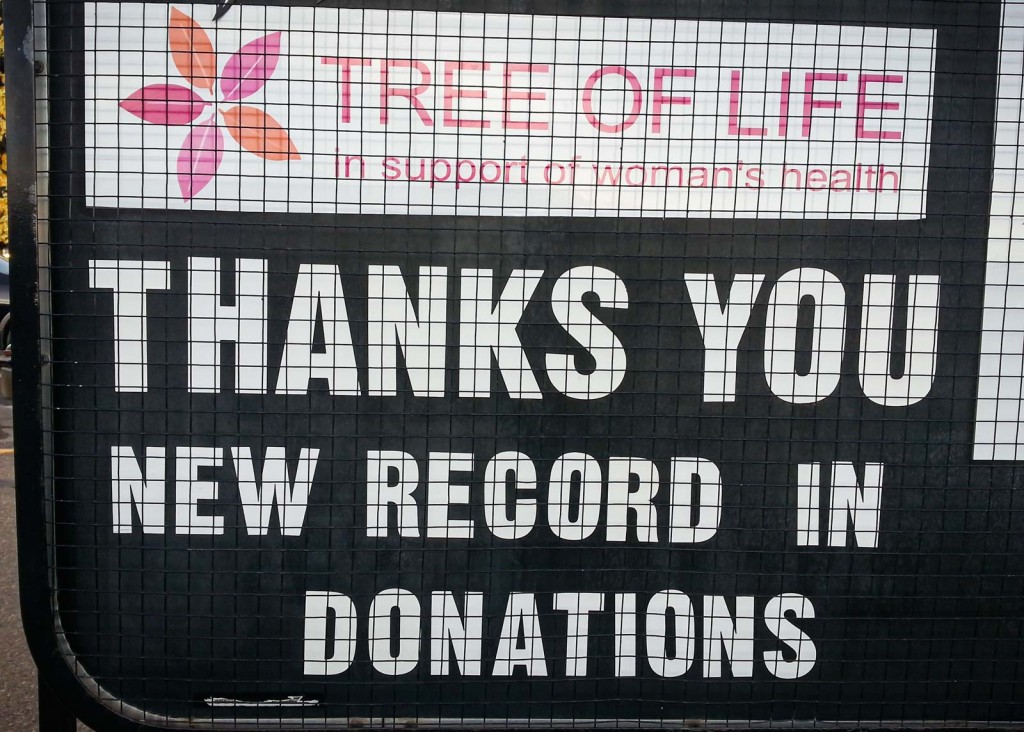 TREE OF LIFE
in support of woman's health
THANKS YOU
NEW RECORD IN
DONATIONS